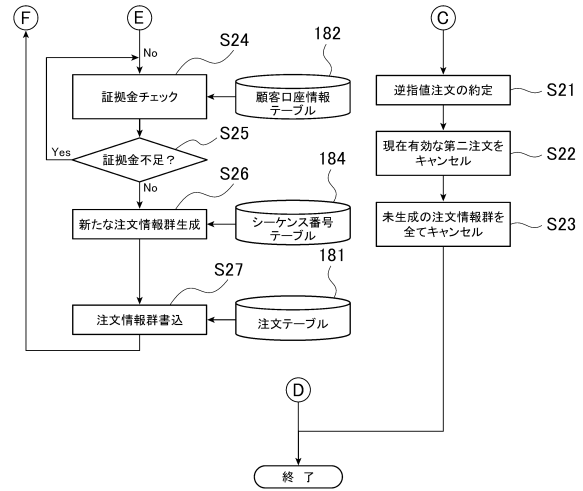 F
E
C
No
S24
182
証拠金チェック
顧客口座情報
テーブル
逆指値注文の約定
S21
S25
Yes
証拠金不足？
現在有効な第二注文を
キャンセル
S22
No
S26
184
新たな注文情報群生成
シーケンス番号
テーブル
未生成の注文情報群を
全てキャンセル
S23
S27
181
注文情報群書込
注文テーブル
D
終 了